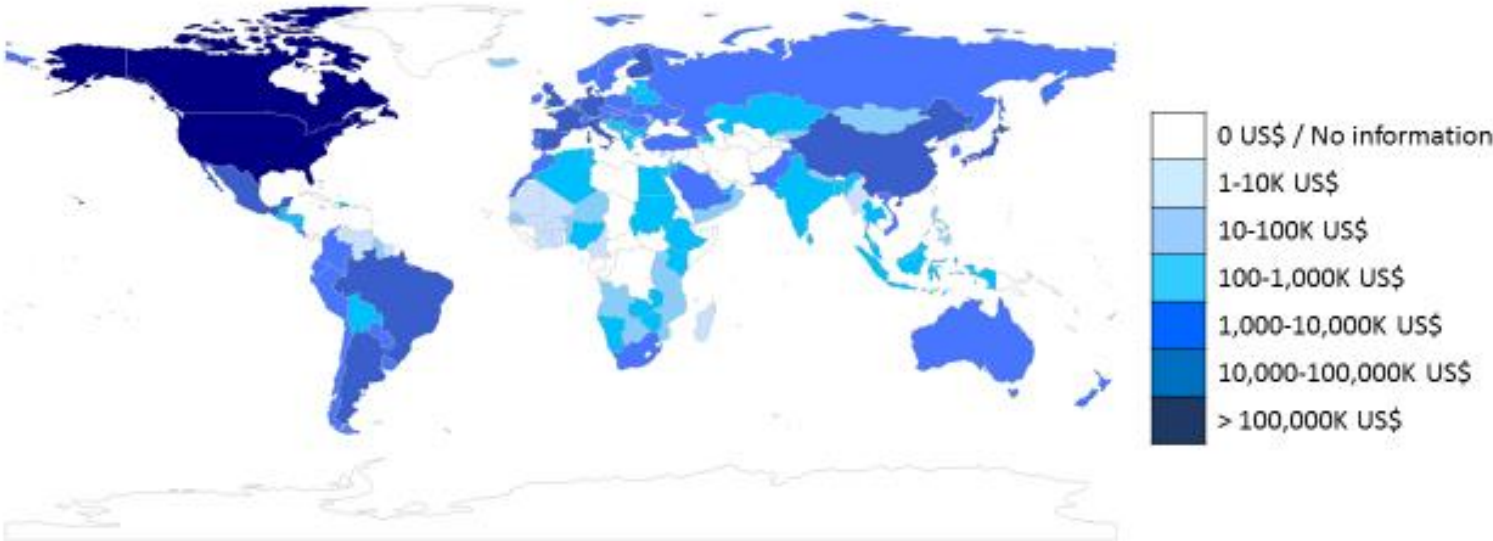 0 US$ / No information
1-10K US$
10-100K US$
100-1,000K US$
1,000-10,000K US$
10,000-100,000K US$
> 100,000K US$